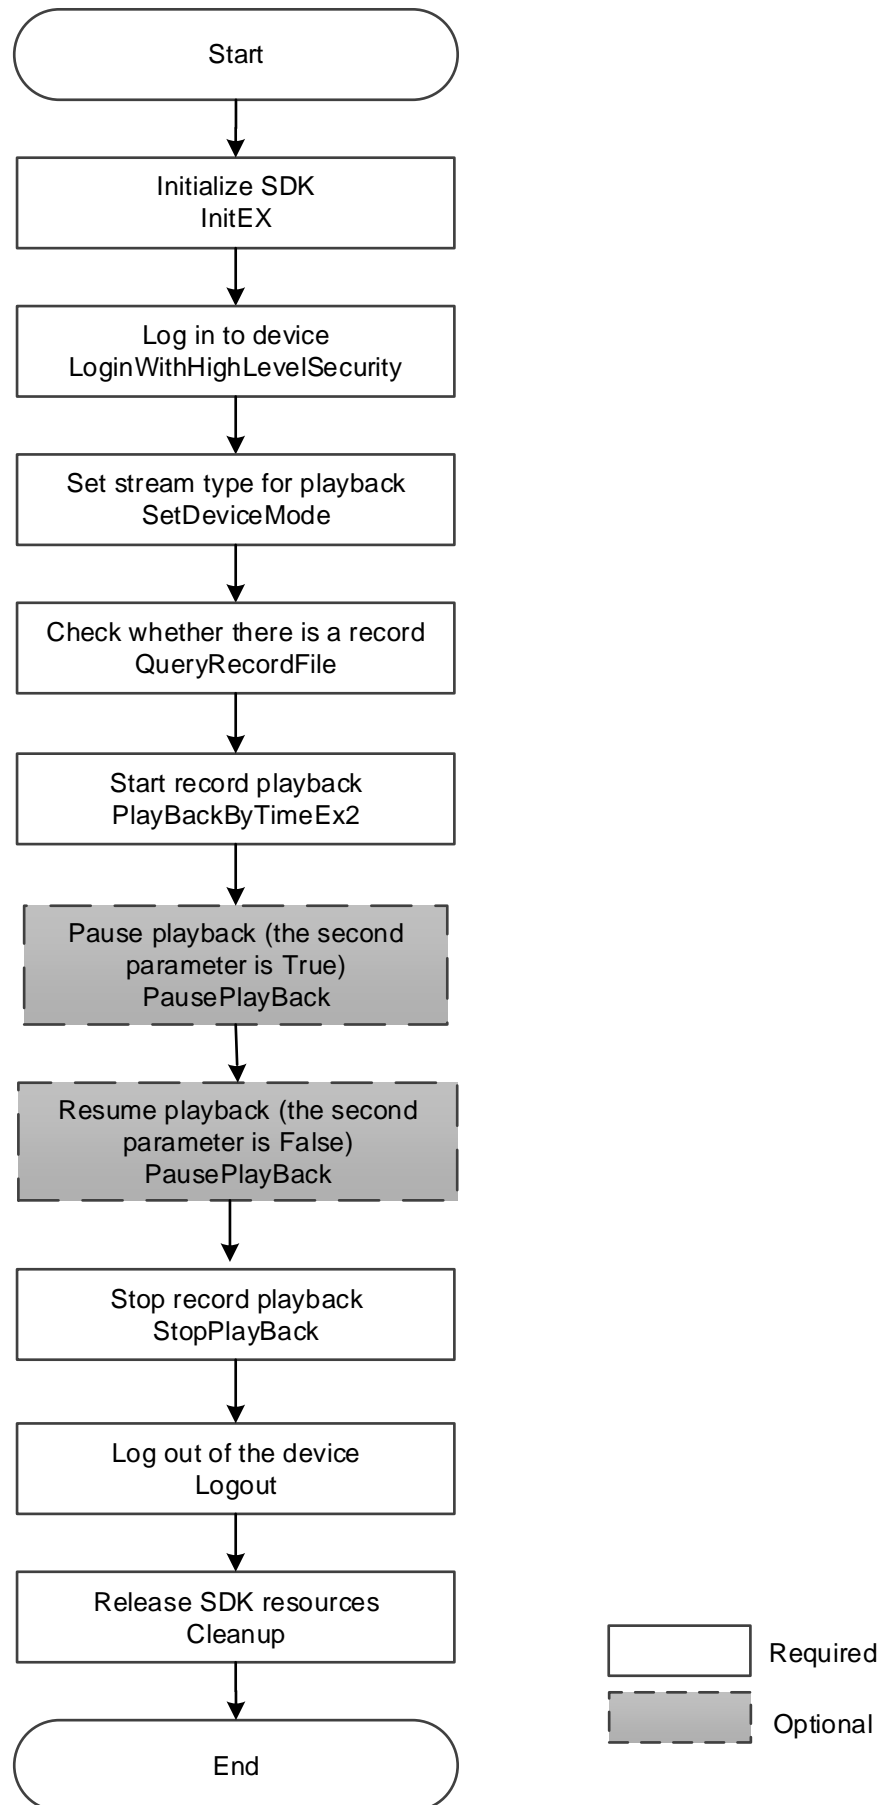 Start
Initialize SDK
InitEX
Log in to device
LoginWithHighLevelSecurity
Set stream type for playback
SetDeviceMode
Check whether there is a record
QueryRecordFile
Start record playback
PlayBackByTimeEx2
Pause playback (the second
parameter is True)
PausePlayBack
Resume playback (the second
parameter is False)
PausePlayBack
Stop record playback
StopPlayBack
Log out of the device
Logout
Release SDK resources
Cleanup
End
Required
Optional